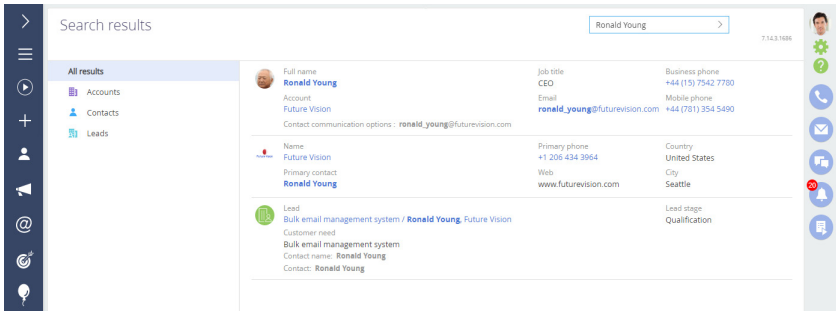 Search results
Ronald Young
7.14.3.1686
All results
Accounts
Contacts
Leads
Full name
Ronald Young
Job title
CEO
Business phone
+44 (15) 7542 7780
Account
Future Vision
Email
ronald_young@futurevision.com
Mobile phone
+44 (781) 354 5490
Contact communication options : ronald_young@futurevision.com
Name
Future Vision
Primary phone
+1 206 434 3964
Country
United States
Primary contact
Ronald Young
Web
www.futurevision.com
City
Seattle
Lead
Bulk email management system / Ronald Young, Future Vision
Lead stage
Qualification
Customer need
Bulk email management system
Contact name: Ronald Young
Contact: Ronald Young
20